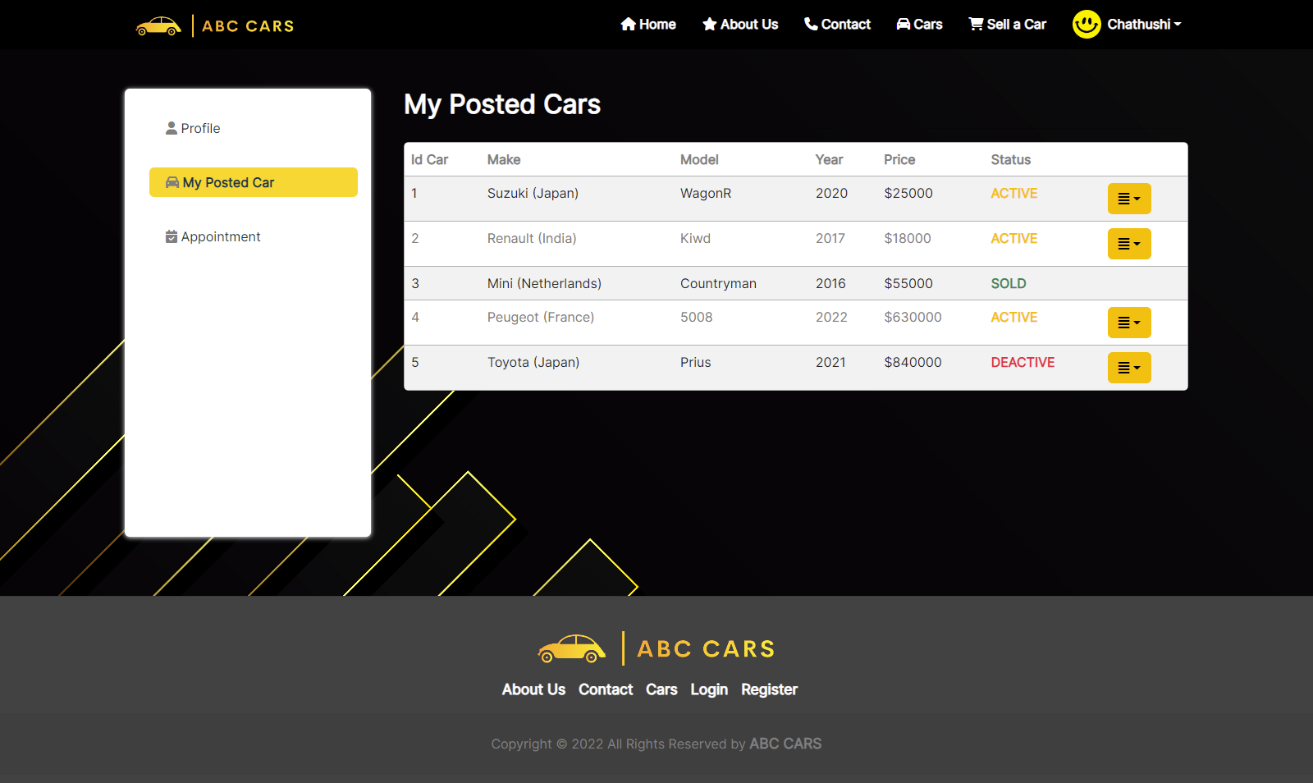 ABC CARS Home About Us Contact Cars Sell a Car Chathushi
Profile
My Posted Car
Appointment
My Posted Cars
Id Car Make Model Year Price Status
1 Suzuki (Japan) WagonR 2020 $25000 ACTIVE
2 Renault (India) Kiwd 2017 $18000 ACTIVE
3 Mini (Netherlands) Countryman 2016 $55000 SOLD
4 Peugeot (France) 5008 2022 $630000 ACTIVE
5 Toyota (Japan) Prius 2021 $840000 DEACTIVE
ABC CARS
About Us Contact Cars Login Register
Copyright © 2022 All Rights Reserved by ABC CARS